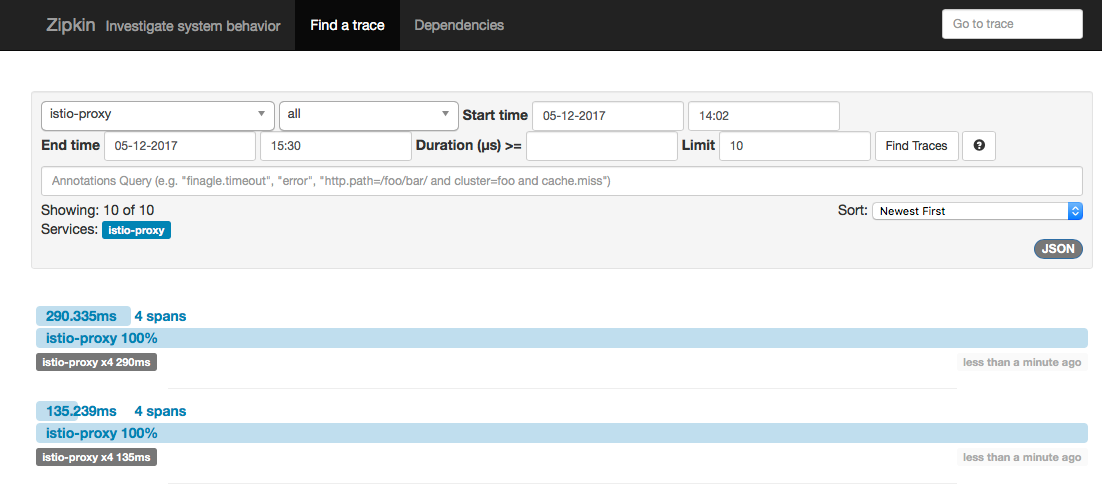 Zipkin Investigate system behavior Find a trace Dependencies Go to trace
istio-proxy all Start time 05-12-2017 14:02
End time 05-12-2017 15:30 Duration (μs) >= Limit 10 Find Traces ?
Annotations Query (e.g. "finagle.timeout", "error", "http.path=/foo/bar/ and cluster=foo and cache.miss")
Showing: 10 of 10 Sort: Newest First
Services: istio-proxy
JSON
290.335ms 4 spans
istio-proxy 100%
istio-proxy x4 290ms less than a minute ago
135.239ms 4 spans
istio-proxy 100%
istio-proxy x4 135ms less than a minute ago